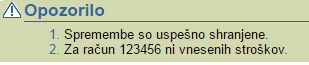 Opozorilo
1. Spremembe so uspešno shranjene.
2. Za račun 123456 ni vnesenih stroškov.